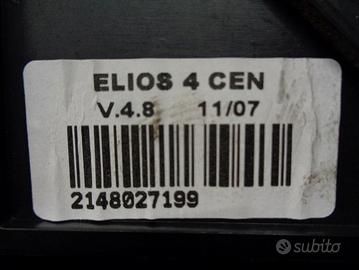 ELIOS 4 CEN
V.4.8 11/07
2148027199
subito